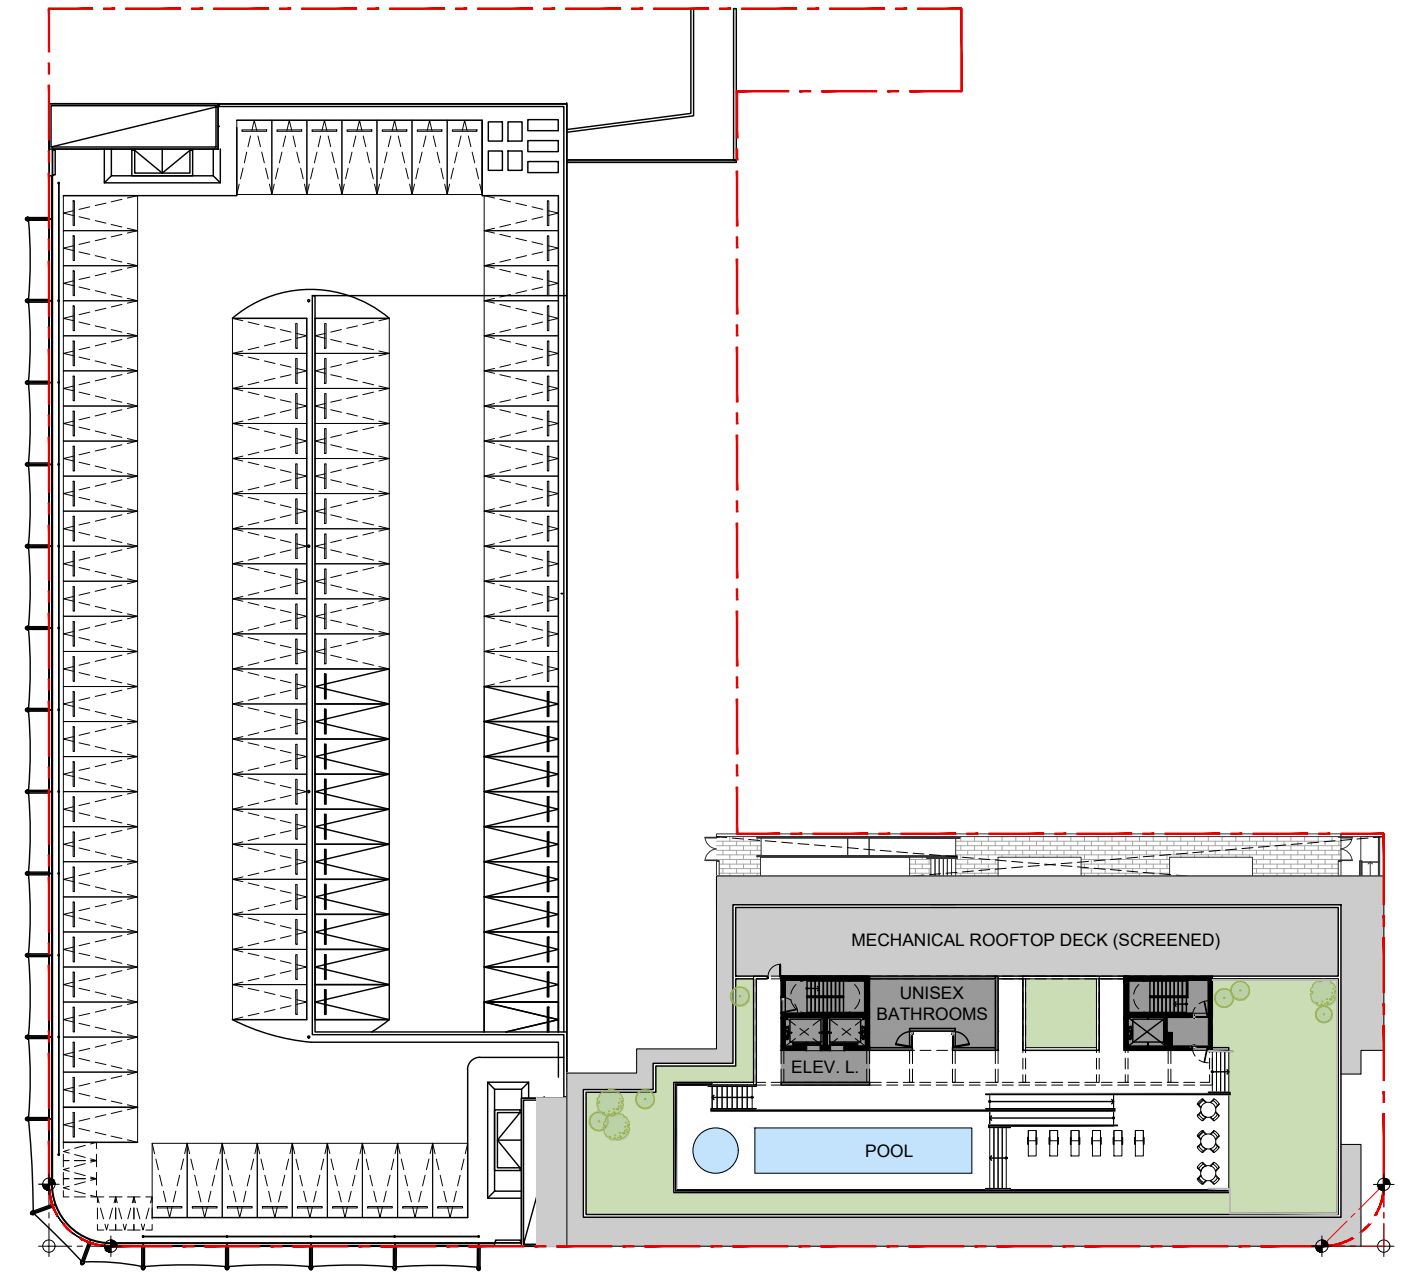 MECHANICAL ROOFTOP DECK (SCREENED)
UNISEX
BATHROOMS
ELEV. L.
POOL